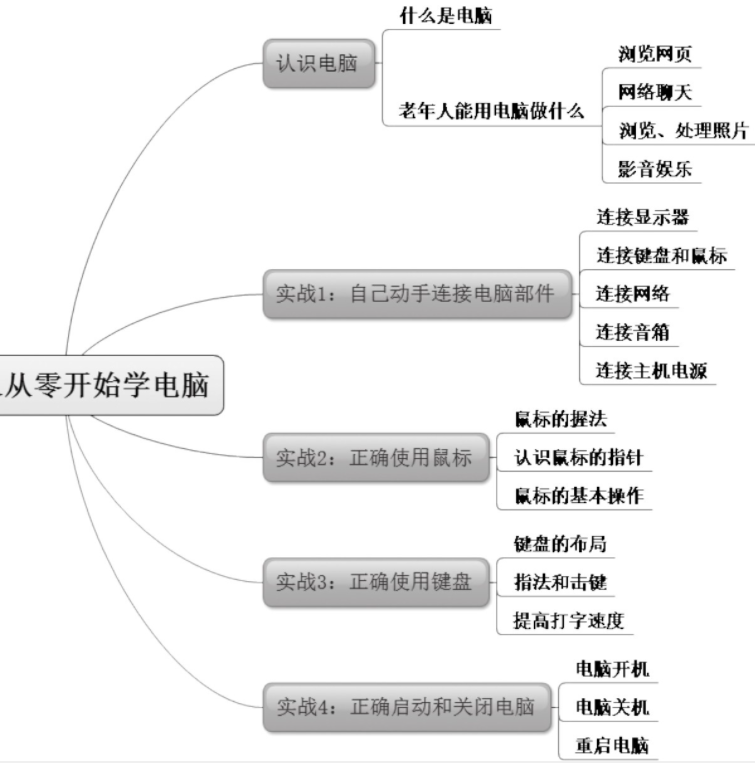 从零开始学电脑
认识电脑
什么是电脑
老年人能用电脑做什么
浏览网页
网络聊天
浏览、处理照片
影音娱乐
实战1：自己动手连接电脑部件
连接显示器
连接键盘和鼠标
连接网络
连接音箱
连接主机电源
实战2：正确使用鼠标
鼠标的握法
认识鼠标的指针
鼠标的基本操作
实战3：正确使用键盘
键盘的布局
指法和击键
提高打字速度
实战4：正确启动和关闭电脑
电脑开机
电脑关机
重启电脑